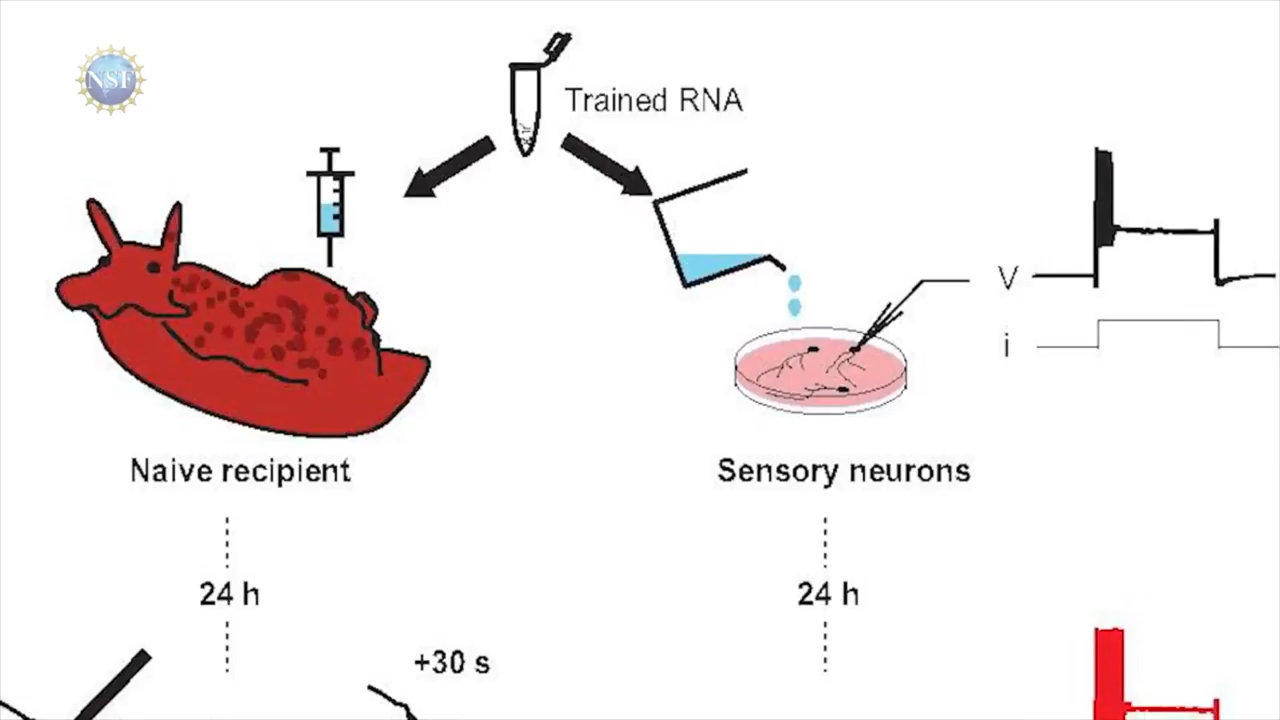 NSF
Trained RNA
V
i
Naive recipient
Sensory neurons
24 h
24 h
+30 s